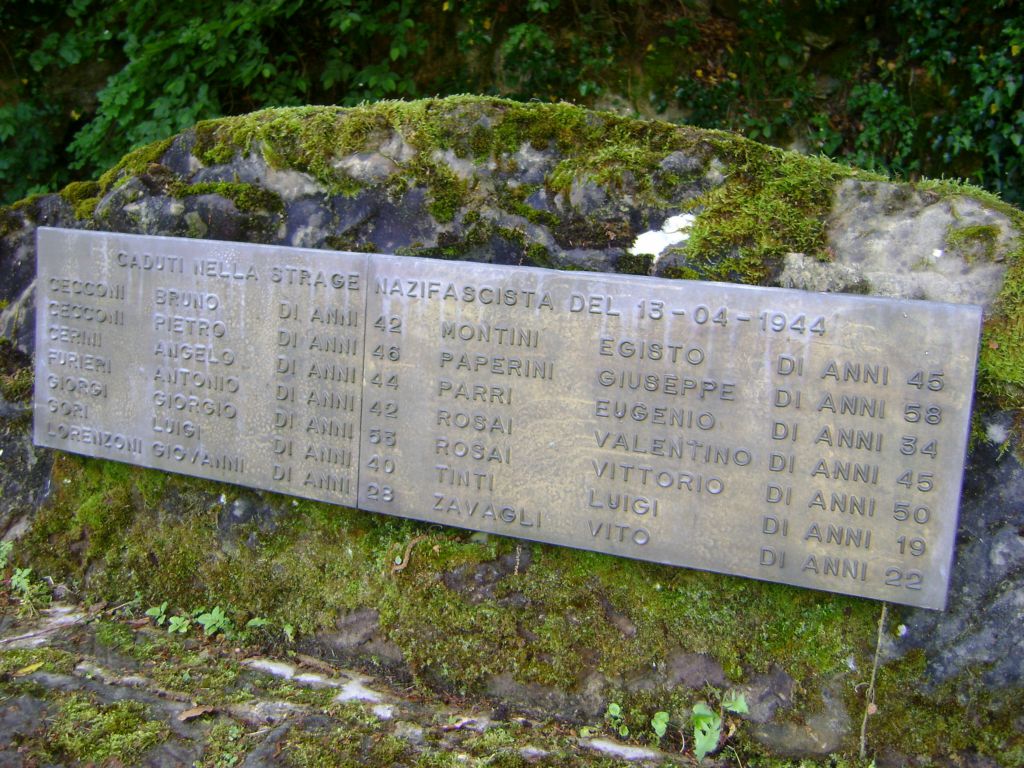 CADUTI NELLA STRAGE NAZIFASCISTA DEL 13-04-1944
CECCONI BRUNO DI ANNI 42
CECCONI PIETRO DI ANNI 46
CERINI ANGELO DI ANNI 44
FURIERI ANTONIO DI ANNI 42
GIORGI GIORGIO DI ANNI 53
GORI LUIGI DI ANNI 40
LORENZONI GIOVANNI DI ANNI 23
MONTINI EGISTO DI ANNI 45
PAPERINI GIUSEPPE DI ANNI 58
PARRI EUGENIO DI ANNI 34
ROSAI VALENTINO DI ANNI 45
ROSAI VITTORIO DI ANNI 50
TINTI LUIGI DI ANNI 19
ZAVAGLI VITO DI ANNI 22